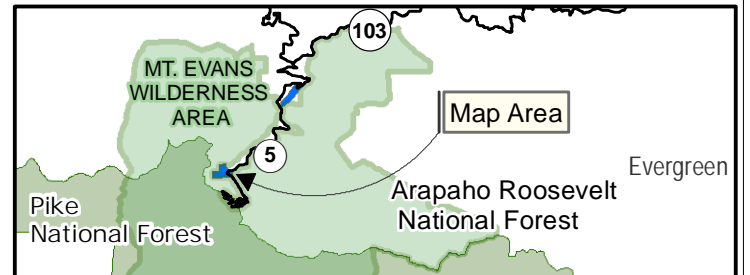 103
MT. EVANS
WILDERNESS
AREA
Map Area
5
Evergreen
Arapaho Roosevelt
National Forest
Pike
National Forest